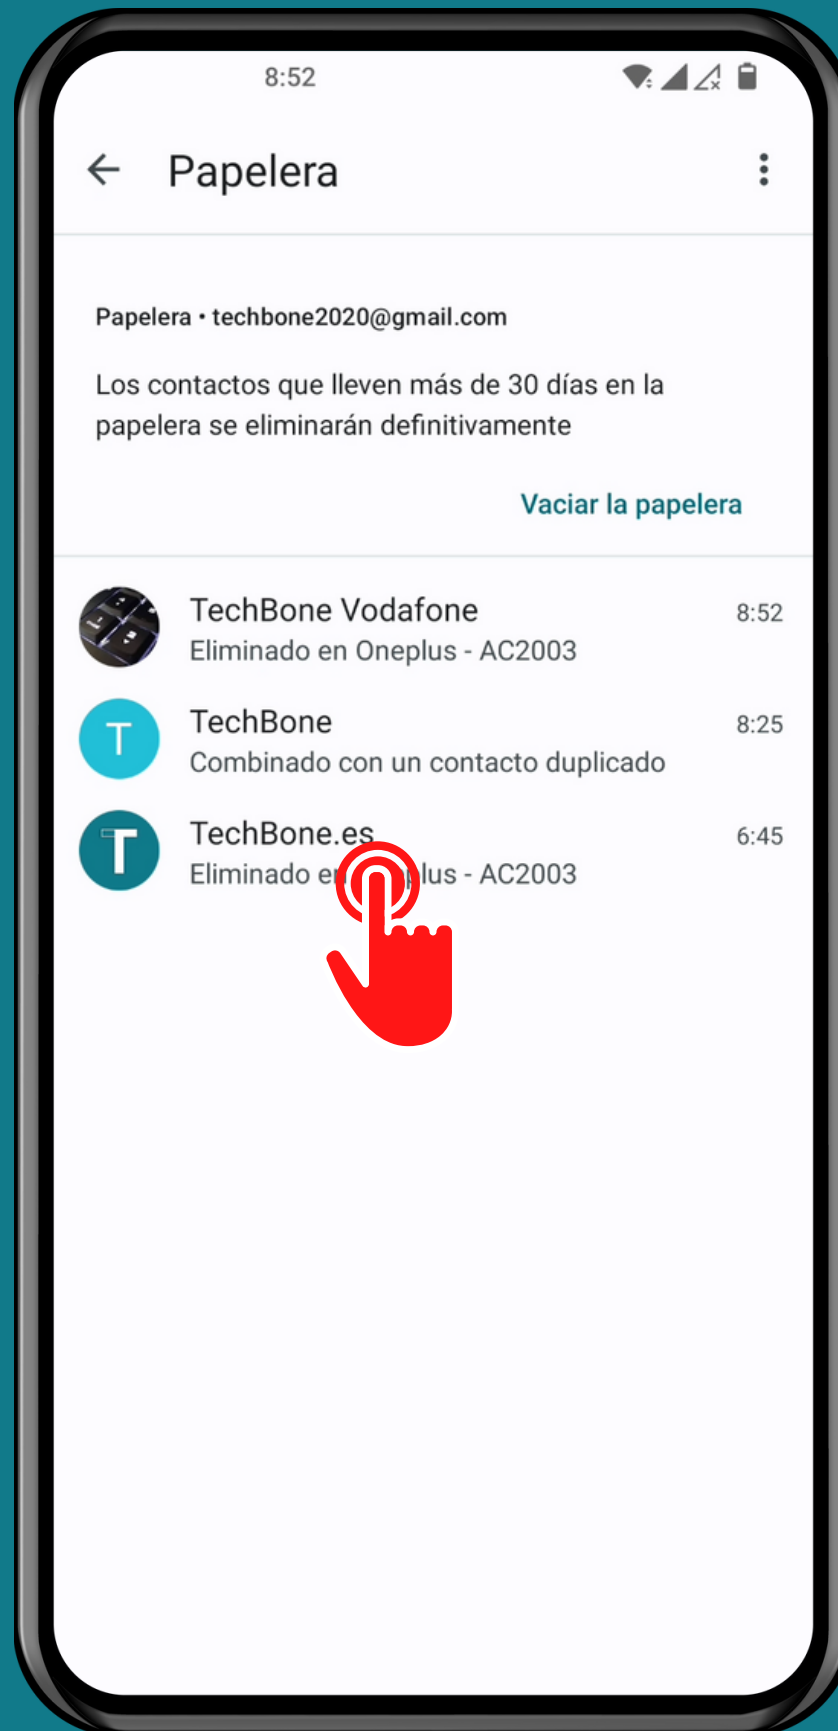 8:52
Papelera
Papelera • techbone2020@gmail.com
Los contactos que lleven más de 30 días en la
papelera se eliminarán definitivamente
Vaciar la papelera
TechBone Vodafone 8:52
Eliminado en Oneplus - AC2003
T TechBone 8:25
Combinado con un contacto duplicado
T TechBone.es 6:45
Eliminado plus - AC2003